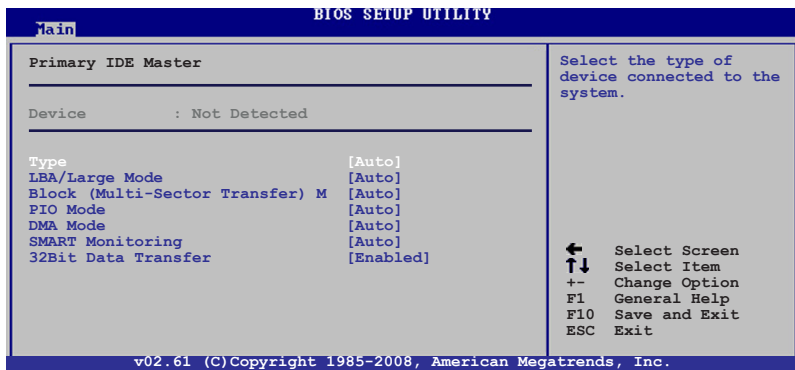 BIOS SETUP UTILITY
Main
Primary IDE Master
Device : Not Detected
Type [Auto]
LBA/Large Mode [Auto]
Block (Multi-Sector Transfer) M [Auto]
PIO Mode [Auto]
DMA Mode [Auto]
SMART Monitoring [Auto]
32Bit Data Transfer [Enabled]
Select the type of
device connected to the
system.
Select Screen
Select Item
+- Change Option
F1 General Help
F10 Save and Exit
ESC Exit
v02.61 (C)Copyright 1985-2008, American Megatrends, Inc.